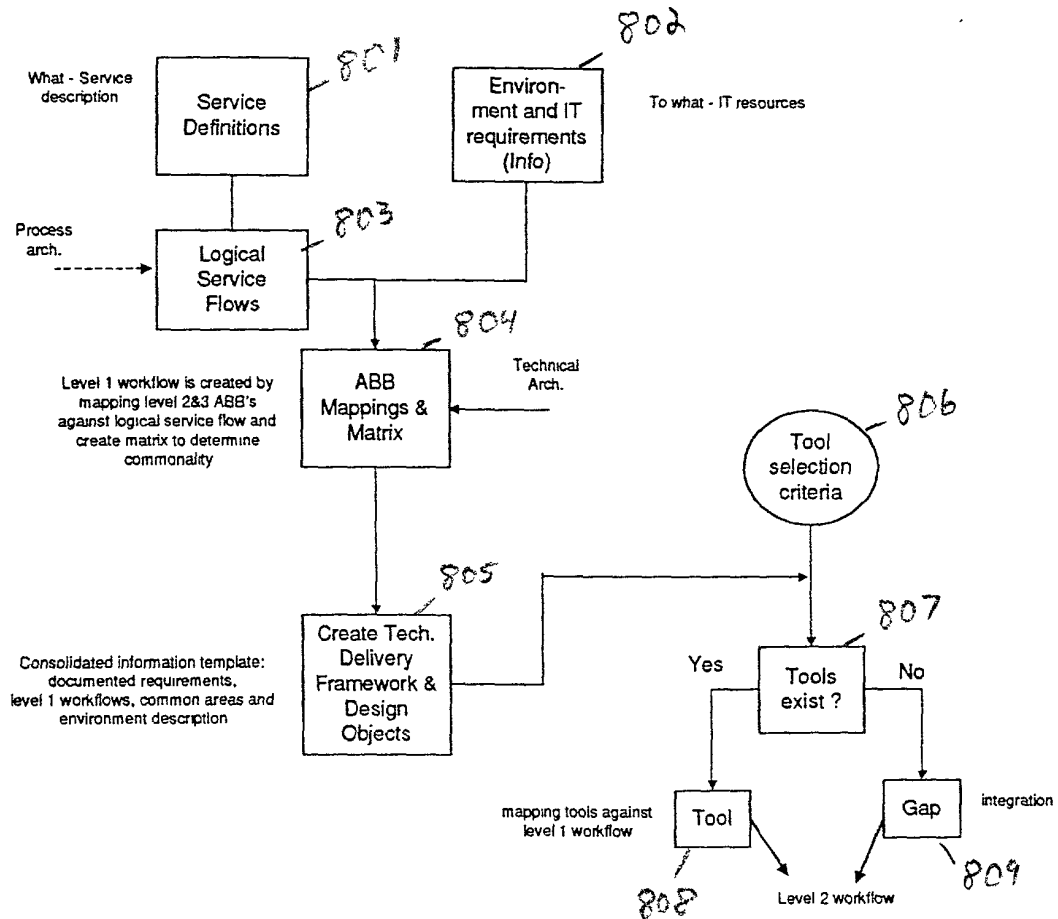 802
801
What - Service
description
Service
Definitions
Environ-
ment and IT
requirements
(Info)
To what - IT resources
803
Process
arch.
Logical
Service
Flows
804
Level 1 workflow is created by
mapping level 2&3 ABB's
against logical service flow and
create matrix to determine
commonality
ABB
Mappings &
Matrix
Technical
Arch.
806
Tool
selection
criteria
805
Consolidated information template:
documented requirements,
level 1 workflows, common areas and
environment description
Create Tech.
Delivery
Framework &
Design
Objects
807
Yes
Tools
exist ?
No
mapping tools against
level 1 workflow
Tool
Gap
integration
808
Level 2 workflow
809